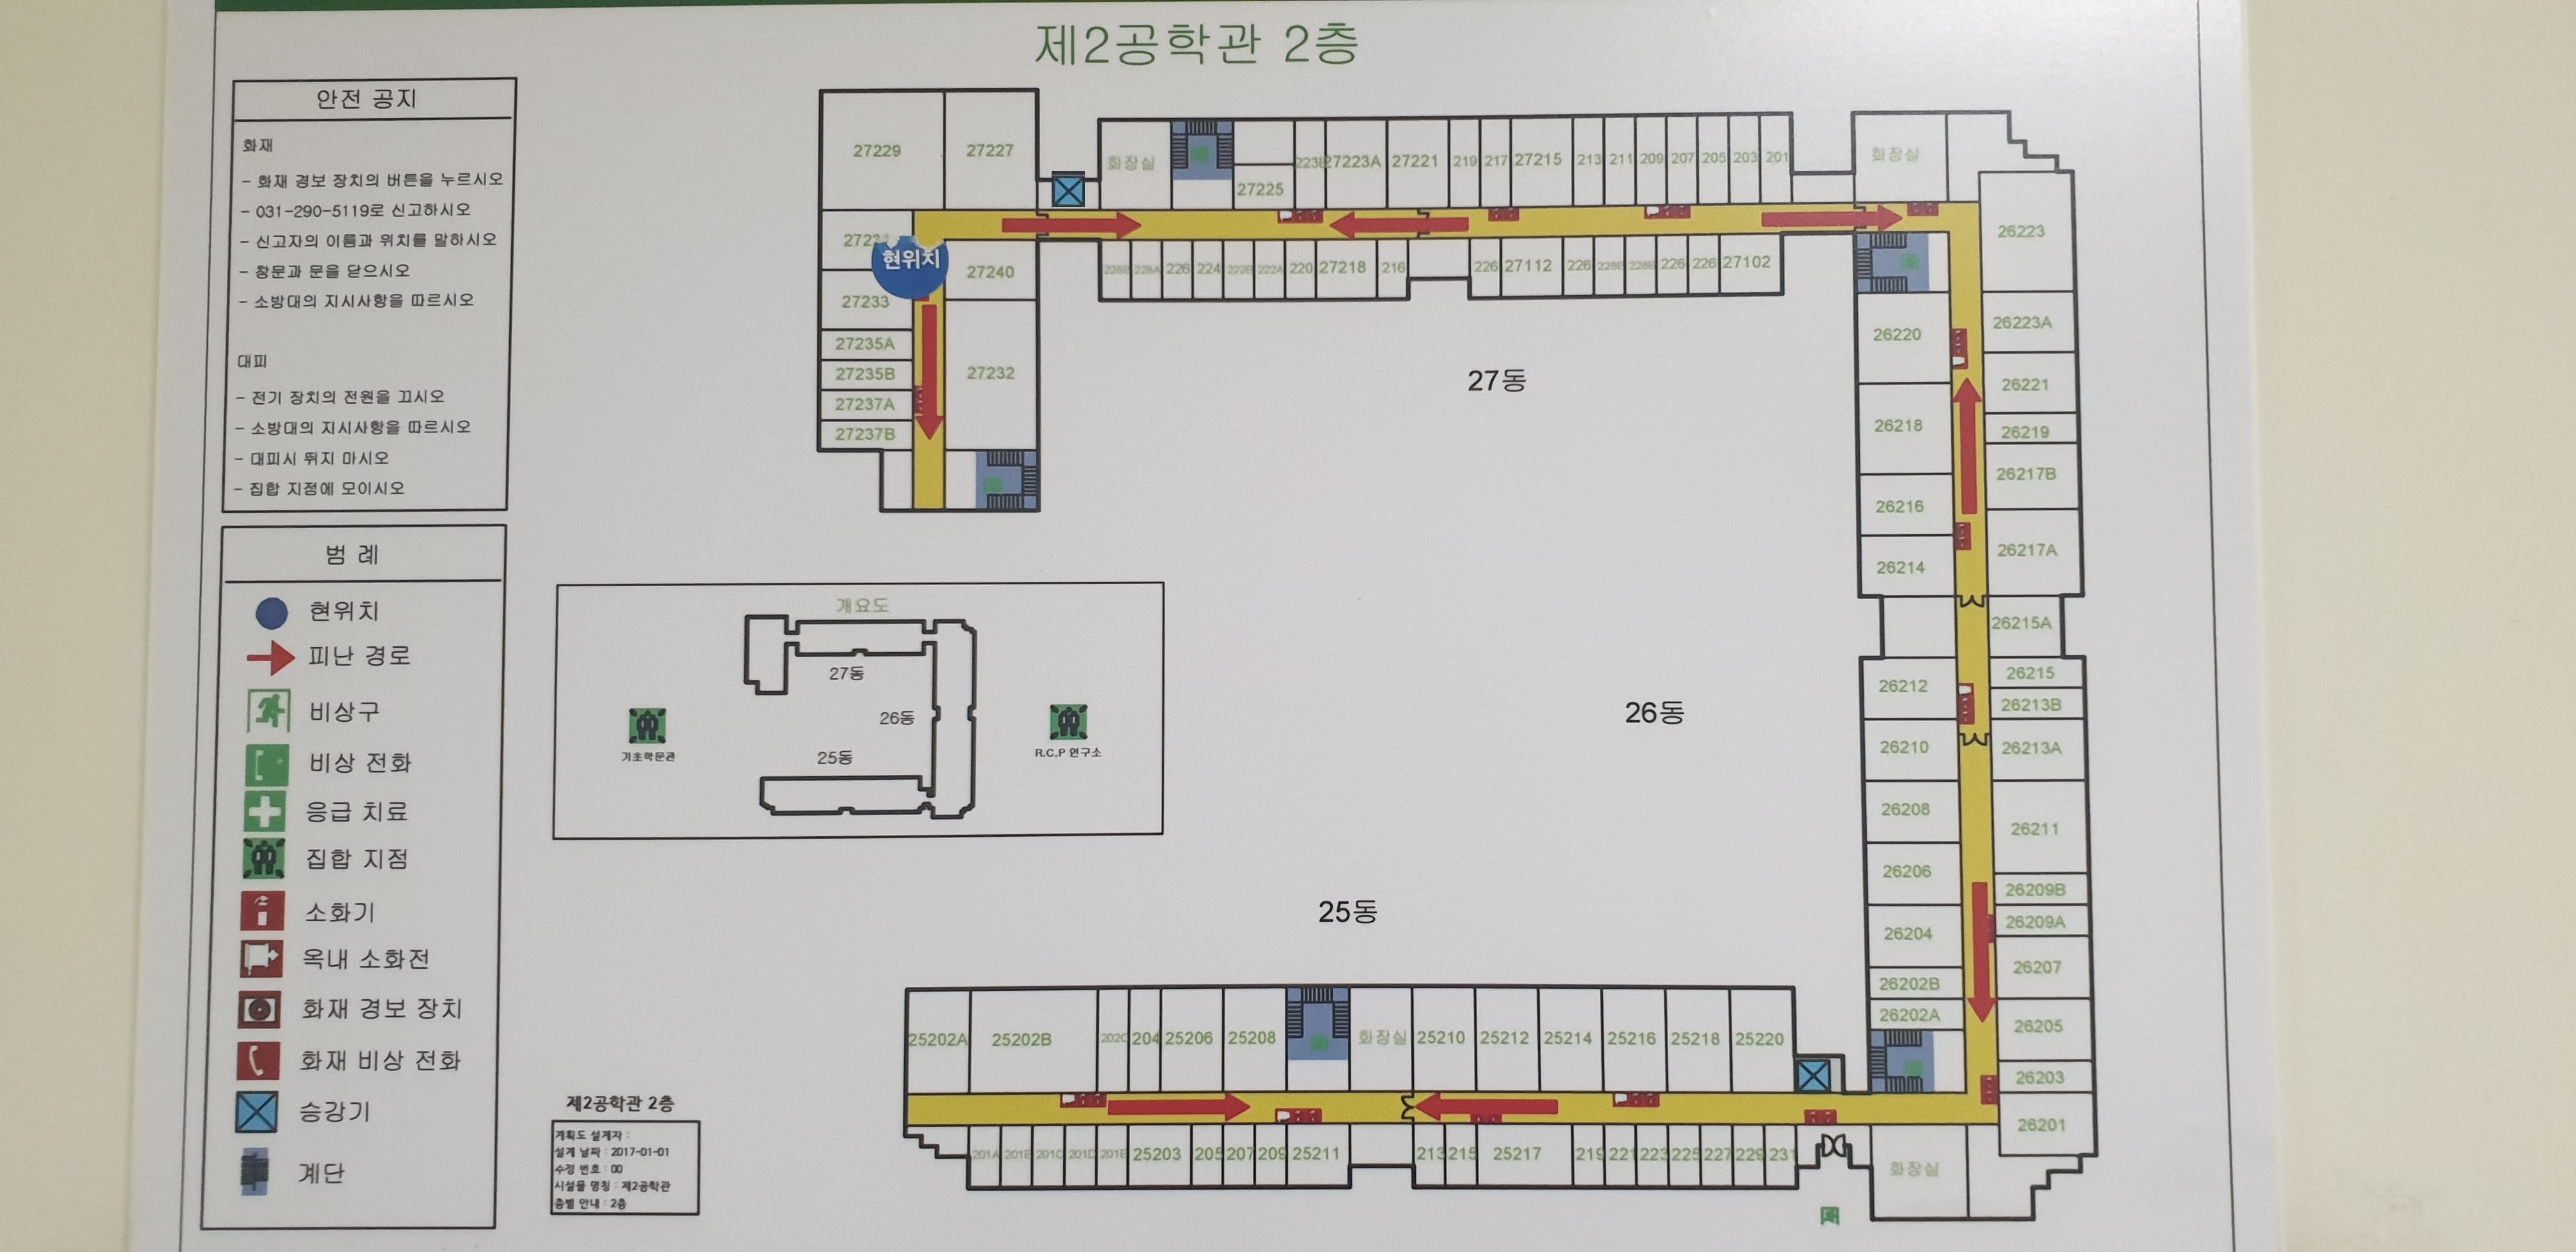 제2공학관 2층
안전 공지
화재
- 화재 경보 장치의 버튼을 누르시오
- 031-290-5119로 신고하시오
- 신고자의 이름과 위치를 말하시오
- 창문과 문을 닫으시오
- 소방대의 지시사항을 따르시오
대피
- 전기 장치의 전원을 끄시오
- 소방대의 지시사항을 따르시오
- 대피시 뛰지 마시오
- 집합 지점에 모이시오
범 례
현위치
피난 경로
비상구
비상 전화
응급 치료
집합 지점
소화기
옥내 소화전
화재 경보 장치
화재 비상 전화
승강기
계단
27229
27227
현위치
27233
27235A
27235B
27237A
27237B
27240
27232
화장실
27225
27223A
27221
219
217
27215
213
211
209
207
205
203
201
226
224
220
27218
216
226
27112
226
226
226
27102
27동
화장실
26223
26223A
26221
26219
26217B
26217A
26215A
26215
26213B
26213A
26211
26209B
26209A
26207
26205
26203
26201
26220
26218
26216
26214
26212
26210
26208
26206
26204
26202B
26202A
26동
개요도
27동
26동
25동
기초학문관
R.C.P 연구소
25동
25202A
25202B
204
25206
25208
화장실
25210
25212
25214
25216
25218
25220
201A
25203
205
207
209
25211
213
215
25217
219
221
223
225
227
229
231
화장실
제2공학관 2층
계획도 설계자 :
설계 날짜 : 2017-01-01
수정 번호 : 00
시설물 명칭 : 제2공학관
층별 안내 : 2층